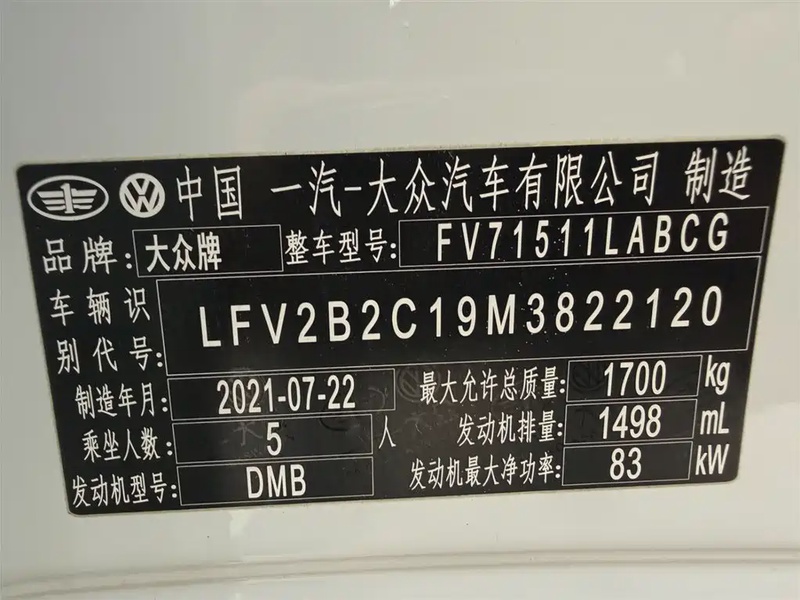 中国 一汽-大众汽车有限公司 制造
品牌: 大众牌 整车型号: FV71511LABCG
车辆识别代号: LFV2B2C19M3822120
制造年月: 2021-07-22 最大允许总质量: 1700 kg
乘坐人数: 5 人 发动机排量: 1498 mL
发动机型号: DMB 发动机最大净功率: 83 kW